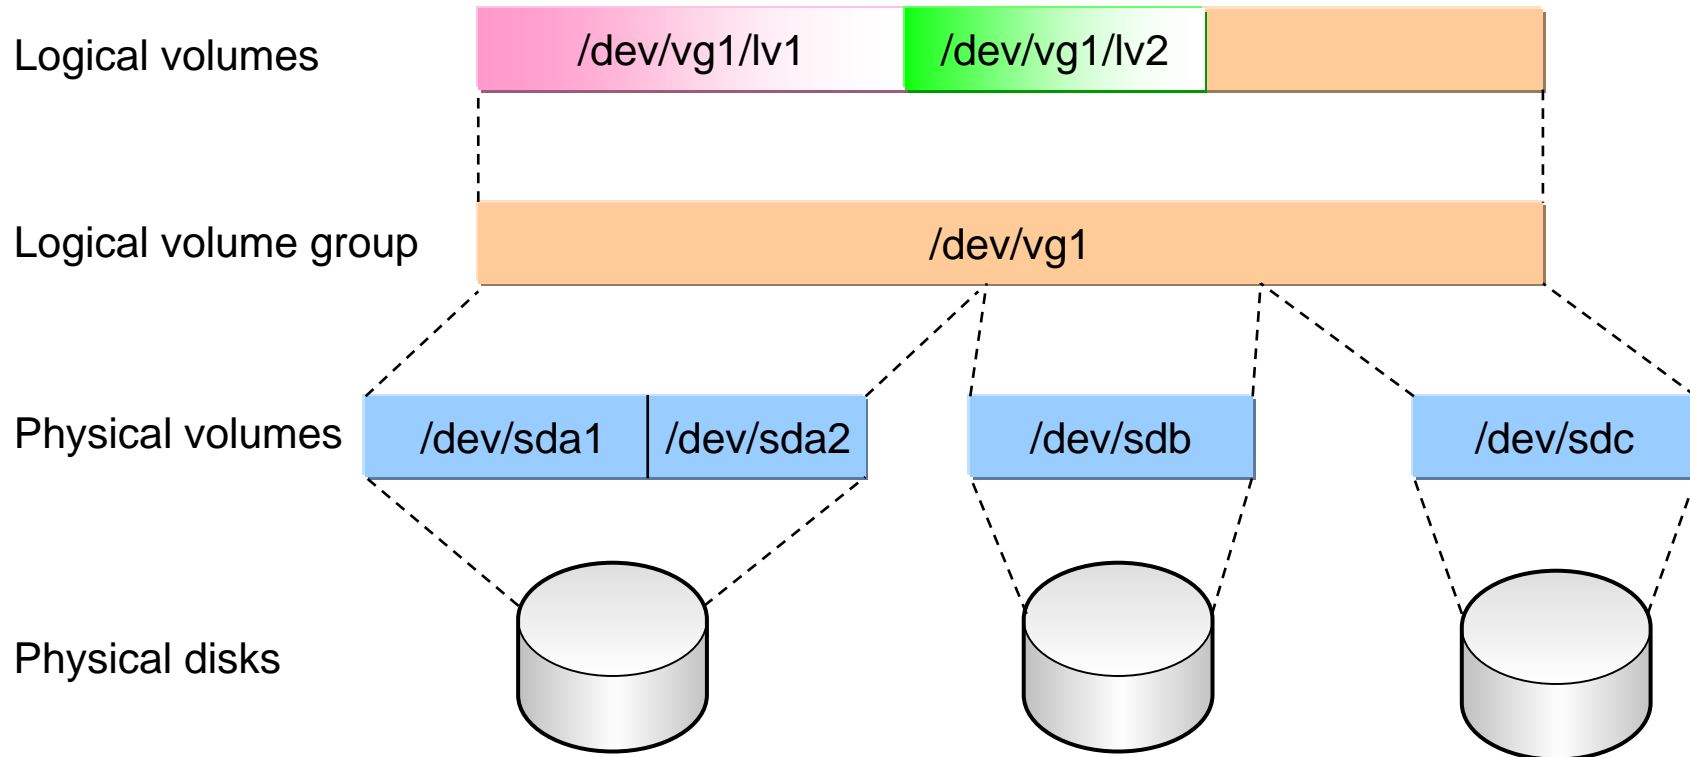 Logical volumes
/dev/vg1/lv1
/dev/vg1/lv2
Logical volume group
/dev/vg1
Physical volumes
/dev/sda1
/dev/sda2
/dev/sdb
/dev/sdc
Physical disks